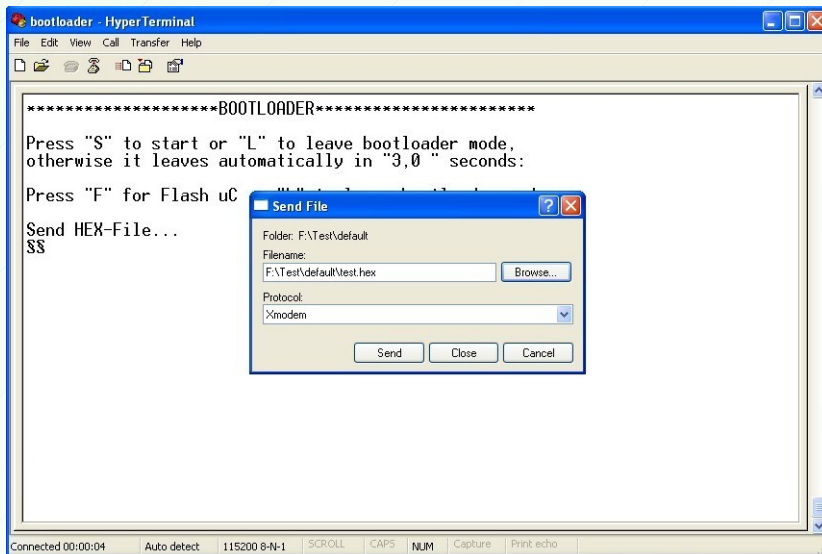 bootloader - HyperTerminal
File Edit View Call Transfer Help
********************BOOTLOADER***********************
Press "S" to start or "L" to leave bootloader mode,
otherwise it leaves automatically in "3,0 " seconds:
Press "F" for Flash uC
Send HEX-File...
§§
Send File
Folder: F:\Test\default
Filename:
F:\Test\default\test.hex
Browse...
Protocol:
Xmodem
Send Close Cancel
Connected 00:00:04 Auto detect 115200 8-N-1 SCROLL CAPS NUM Capture Print echo